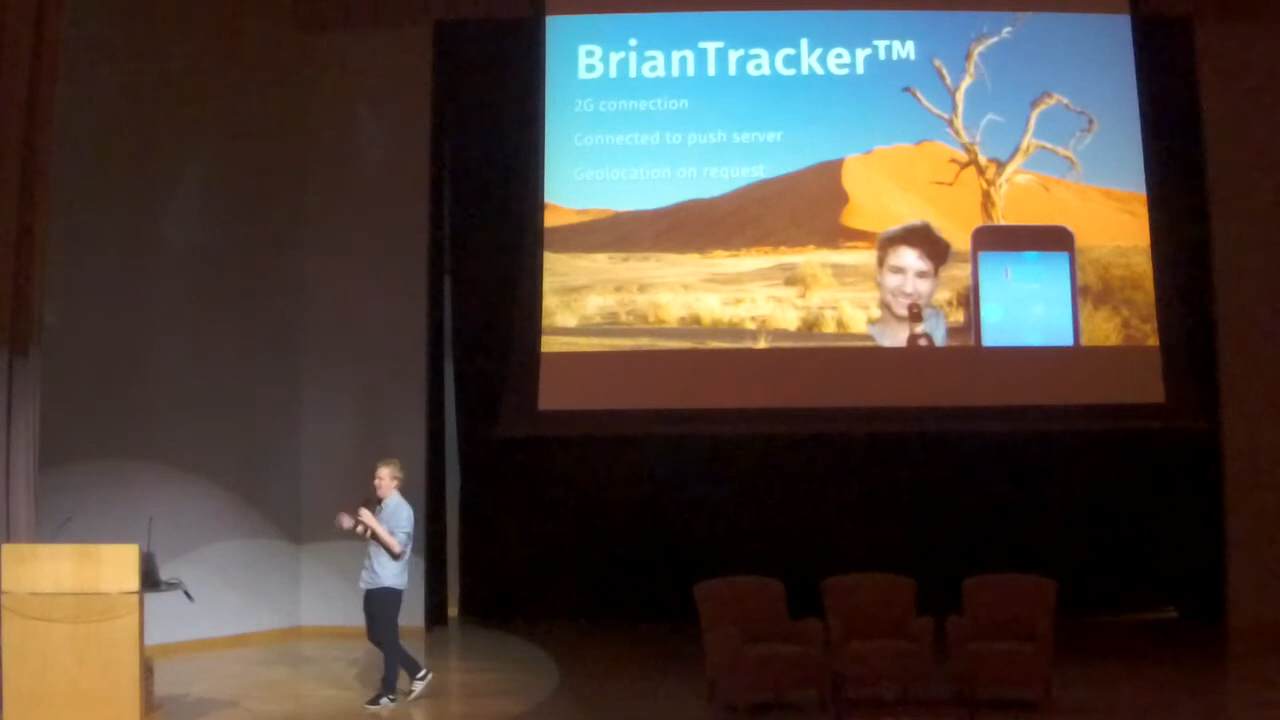 BrianTracker™
2G connection
Connected to push server
Geolocation on request